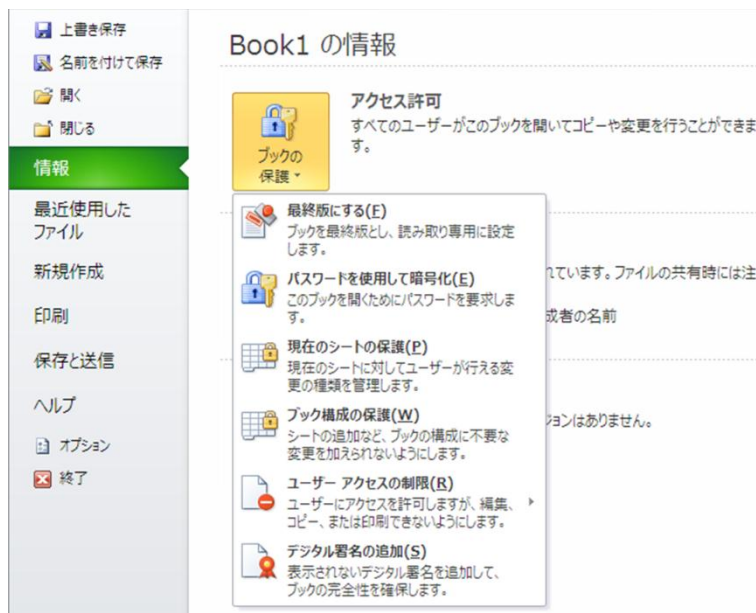 上書き保存
名前を付けて保存
開く
閉じる
情報
最近使用した
ファイル
新規作成
印刷
保存と送信
ヘルプ
オプション
終了
Book1 の情報
ブックの
保護
アクセス許可
すべてのユーザーがこのブックを開いてコピーや変更を行うことができま
す。
最終版にする(F)
ブックを最終版とし、読み取り専用に設定
します。
パスワードを使用して暗号化(E)
このブックを開くためにパスワードを要求しま
す。
現在のシートの保護(P)
現在のシートに対してユーザーが行える変
更の種類を管理します。
ブック構成の保護(W)
シートの追加など、ブックの構成に不要な
変更を加えられないようにします。
ユーザー アクセスの制限(R)
ユーザーにアクセスを許可しますが、編集、
コピー、または印刷できないようにします。
デジタル署名の追加(S)
表示されないデジタル署名を追加して、
ブックの完全性を確保します。
れています。ファイルの共有時には注
成者の名前
ジョンはありません。